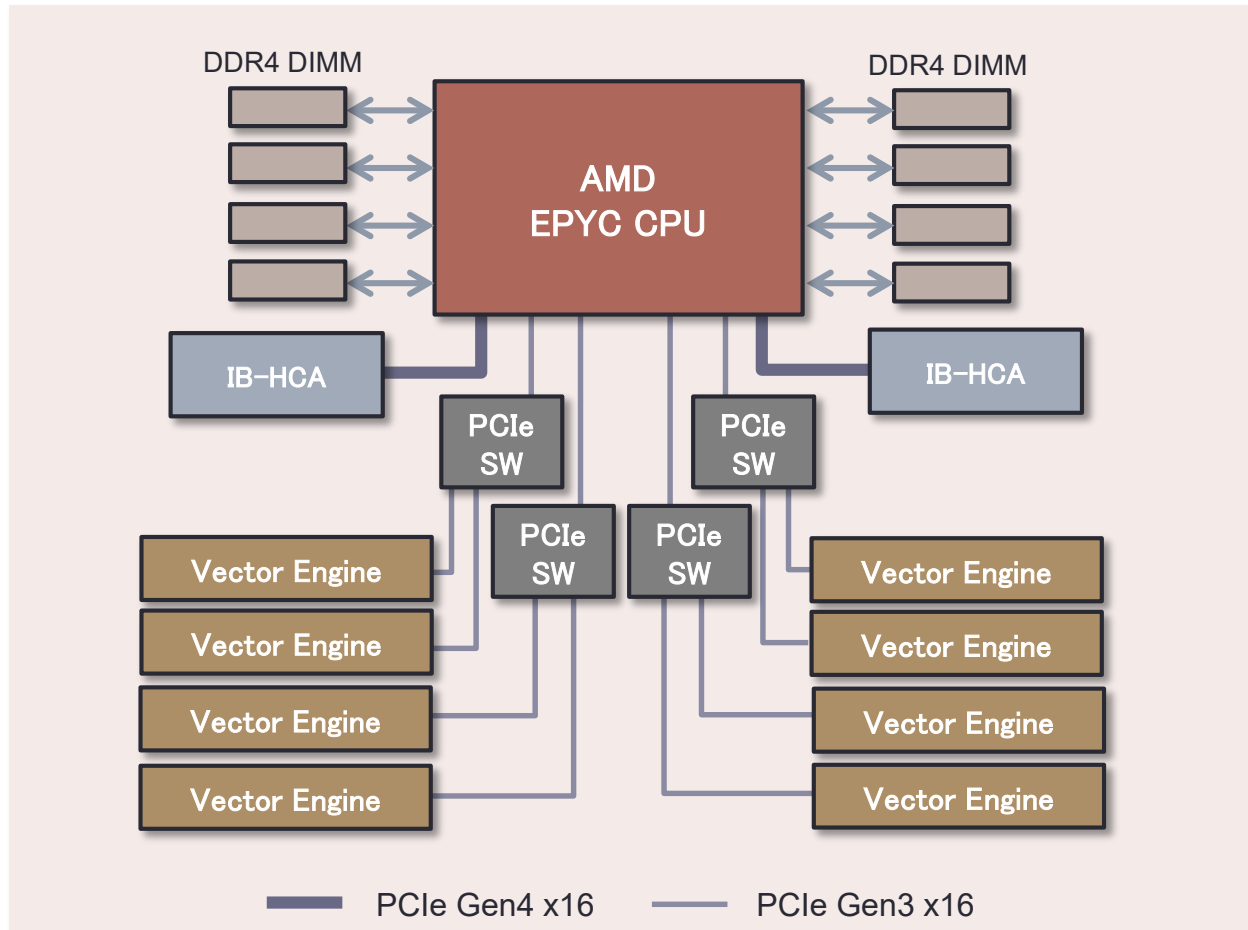 DDR4 DIMM
DDR4 DIMM
AMD
EPYC CPU
IB-HCA
IB-HCA
PCIe
SW
PCIe
SW
PCIe
SW
PCIe
SW
Vector Engine
Vector Engine
Vector Engine
Vector Engine
Vector Engine
Vector Engine
Vector Engine
Vector Engine
PCIe Gen4 x16
PCIe Gen3 x16